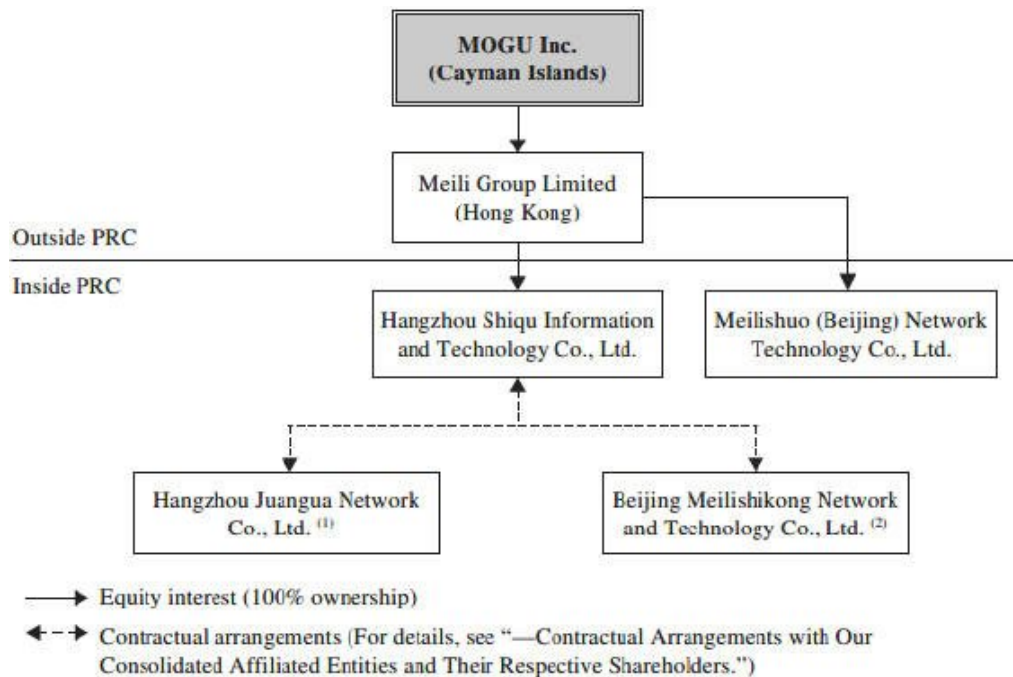 MOGU Inc.
(Cayman Islands)
Meili Group Limited
(Hong Kong)
Outside PRC
Inside PRC
Hangzhou Shiqu Information
and Technology Co., Ltd.
Meilishuo (Beijing) Network
Technology Co., Ltd.
Hangzhou Juangua Network
Co., Ltd. (1)
Beijing Meilishikong Network
and Technology Co., Ltd. (2)
Equity interest (100% ownership)
Contractual arrangements (For details, see “—Contractual Arrangements with Our
Consolidated Affiliated Entities and Their Respective Shareholders.”)